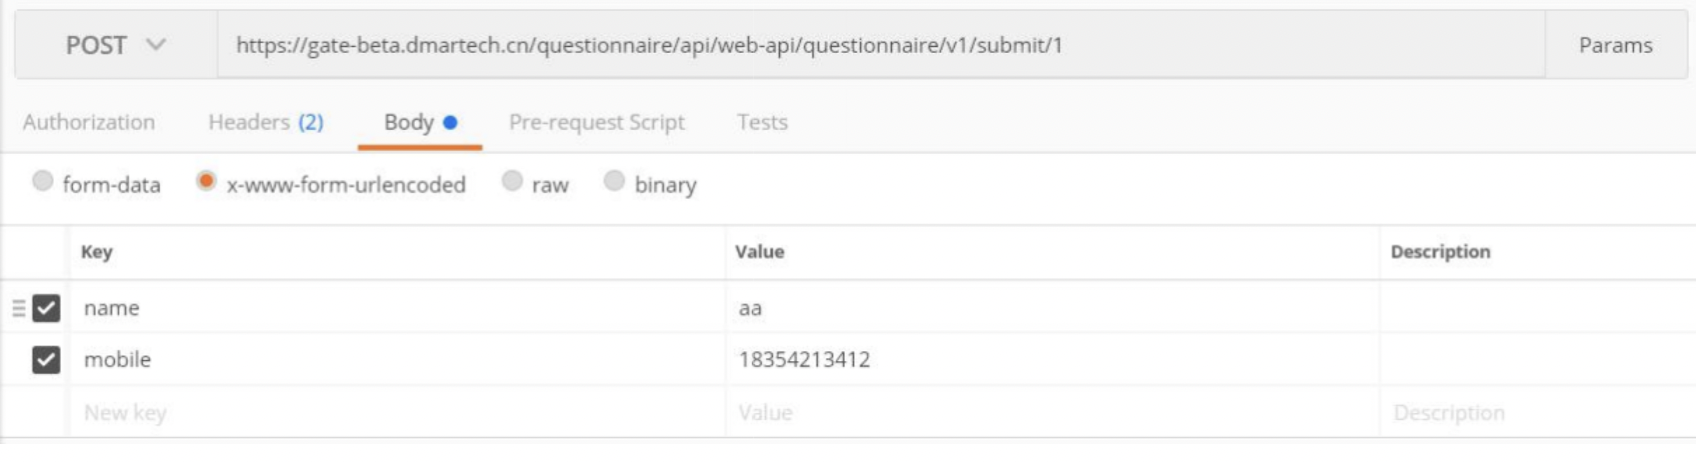 POST https://gate-beta.dmartech.cn/questionnaire/api/web-api/questionnaire/v1/submit/1 Params
Authorization Headers (2) Body Pre-request Script Tests
form-data x-www-form-urlencoded raw binary
Key Value Description
name aa
mobile 18354213412
New key Value Description